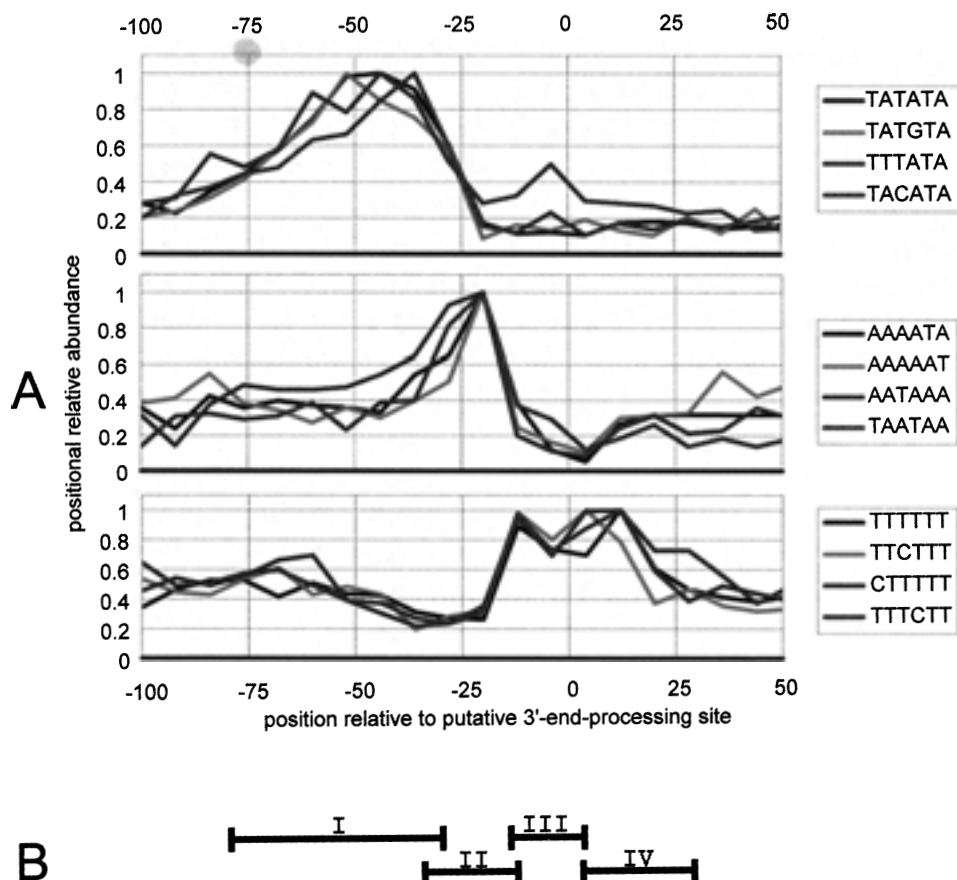 -100 -75 -50 -25 0 25 50
1
0.8
0.6
0.4
0.2
0
TATATA
TATGTA
TTTATA
TACATA
positional relative abundance
A
1
0.8
0.6
0.4
0.2
0
AAAATA
AAAAAT
AATAAA
TAATAA
1
0.8
0.6
0.4
0.2
0
TTTTTT
TTCTTT
CTTTTT
TTTCTT
-100 -75 -50 -25 0 25 50
position relative to putative 3'-end-processing site
B
I III
II IV